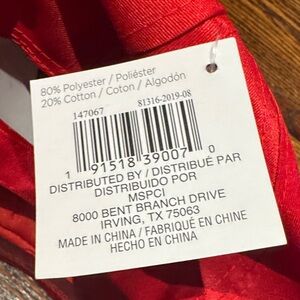 80% Polyester / Poliéster
20% Cotton / Coton / Algodón
147067 81316-2019-08
1 91518 39007 0
DISTRIBUTED BY / DISTRIBUÉ PAR
DISTRIBUIDO POR
MSPCI
8000 BENT BRANCH DRIVE
IRVING, TX 75063
MADE IN CHINA / FABRIQUÉ EN CHINE
HECHO EN CHINA